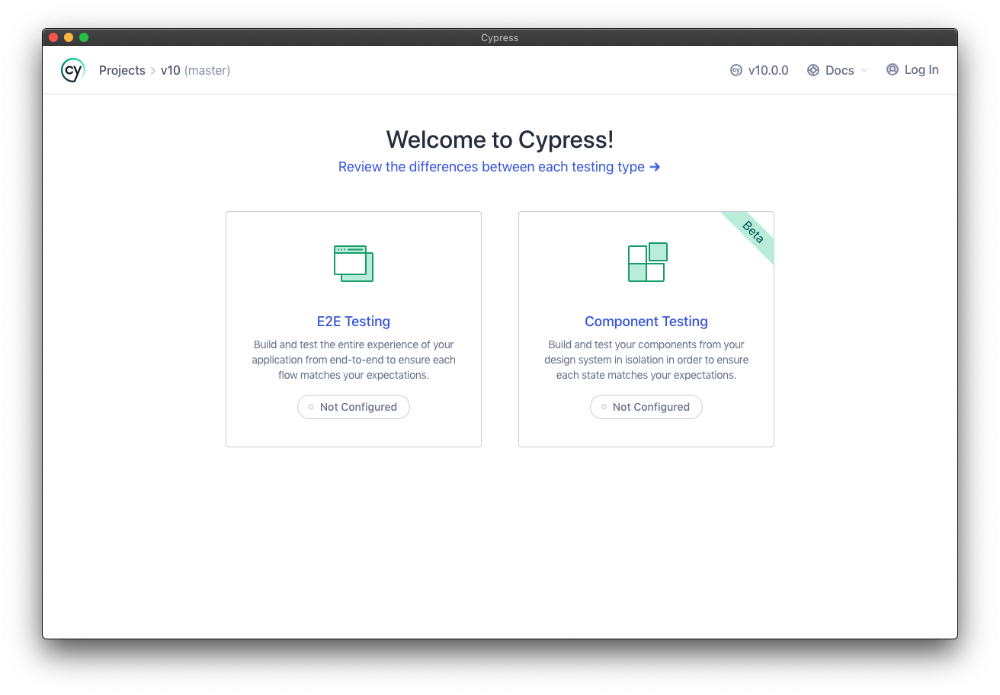 Cypress
cy Projects v10 (master) v10.0.0 Docs Log In
Welcome to Cypress!
Review the differences between each testing type →
E2E Testing
Build and test the entire experience of your
application from end-to-end to ensure each
flow matches your expectations.
Not Configured
Beta
Component Testing
Build and test your components from your
design system in isolation in order to ensure
each state matches your expectations.
Not Configured